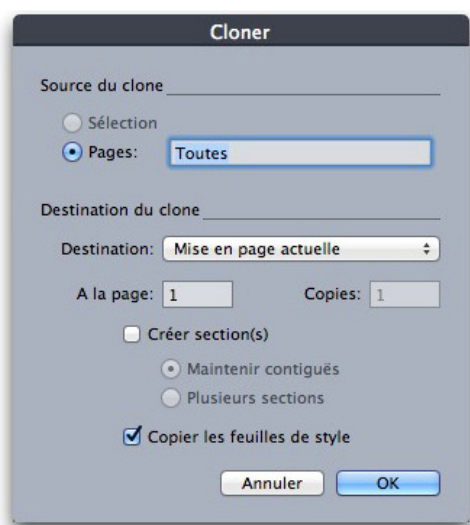 Cloner
Source du clone
Sélection
Pages: Toutes
Destination du clone
Destination: Mise en page actuelle
A la page: 1 Copies: 1
Créer section(s)
Maintenir contiguës
Plusieurs sections
Copier les feuilles de style
Annuler OK